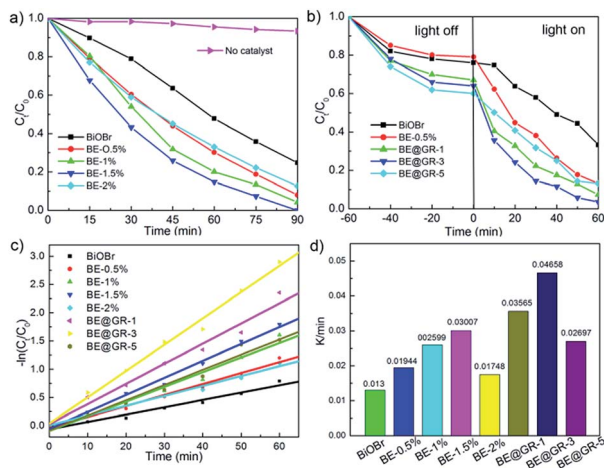 a)
C_t/C_0
1.0
0.8
0.6
0.4
0.2
0.0
No catalyst
BiOBr
BE-0.5%
BE-1%
BE-1.5%
BE-2%
0 15 30 45 60 75 90
Time (min)
b)
light off light on
C_t/C_0
1.0
0.8
0.6
0.4
0.2
0.0
BiOBr
BE-0.5%
BE@GR-1
BE@GR-3
BE@GR-5
-60 -40 -20 0 20 40 60
Time (min)
c)
-ln(C_t/C_0)
3.0
2.5
2.0
1.5
1.0
0.5
0.0
BiOBr
BE-0.5%
BE-1%
BE-1.5%
BE-2%
BE@GR-1
BE@GR-3
BE@GR-5
0 10 20 30 40 50 60
Time (min)
d)
K/min
0.05
0.04
0.03
0.02
0.01
0.00
0.013
0.01944
002599
0.03007
0.01748
0.03565
0.04658
0.02697
BiOBr
BE-0.5%
BE-1%
BE-1.5%
BE-2%
BE@GR-1
BE@GR-3
BE@GR-5